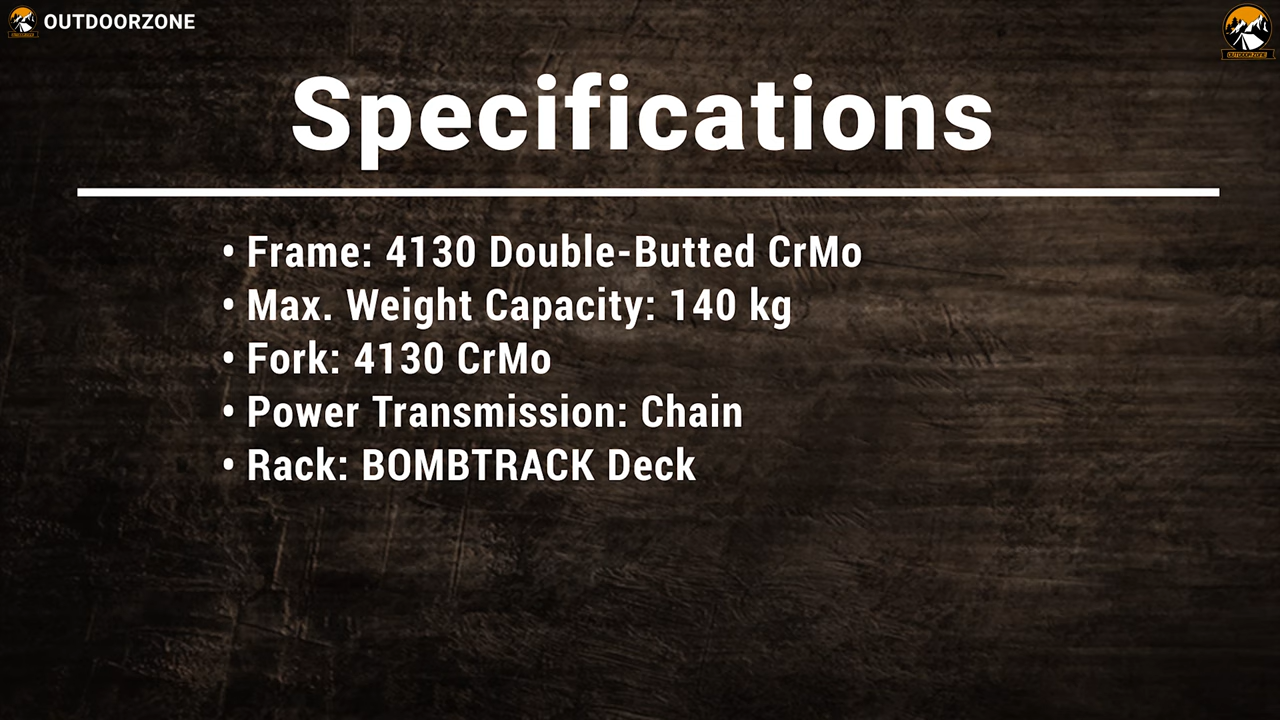 OUTDOORZONE
OUTDOORZONE
Specifications
• Frame: 4130 Double-Butted CrMo
• Max. Weight Capacity: 140 kg
• Fork: 4130 CrMo
• Power Transmission: Chain
• Rack: BOMBTRACK Deck